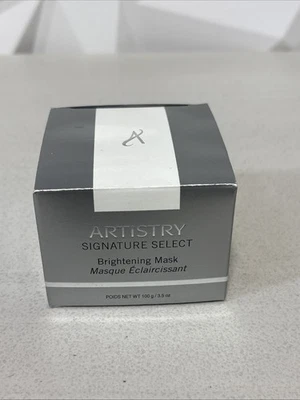 ARTISTRY
SIGNATURE SELECT
Brightening Mask
Masque Éclaircissant
POIDS NET WT 100 g / 3.5 oz